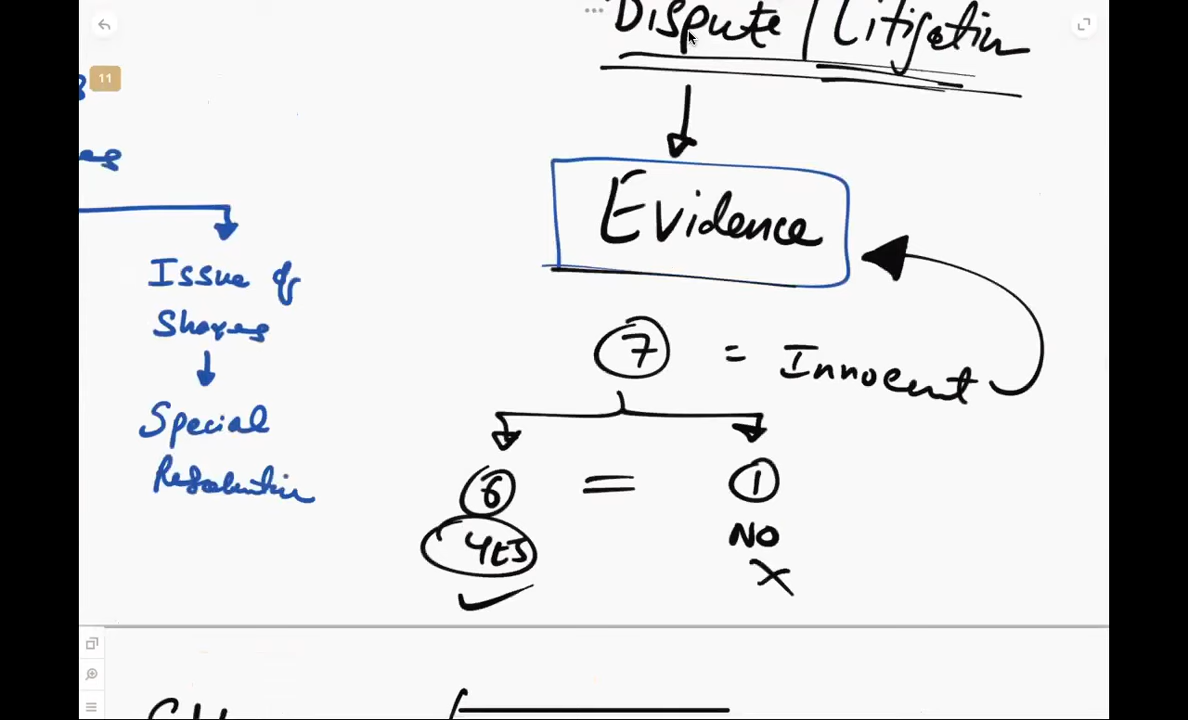 Dispute / Litigation
11
Evidence
Issue of
Shares
7 = Innocent
Special
Resolution
6 = 1
YES
NO
X